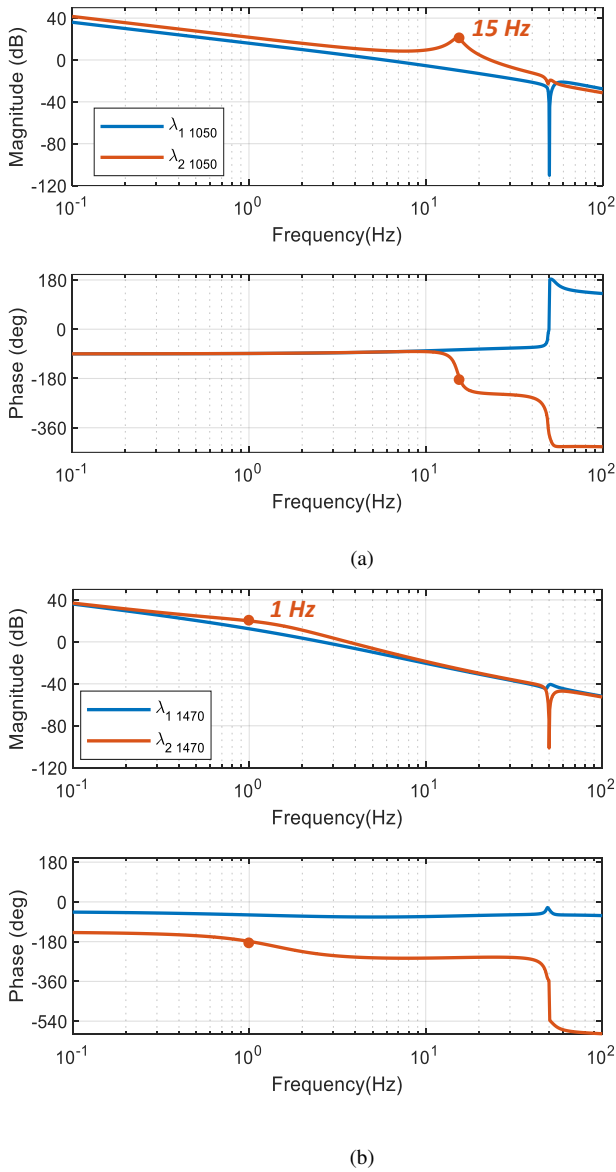 Magnitude (dB)
40
0
-40
-80
-120
15 Hz
λ1 1050
λ2 1050
10-1 100 101 102
Frequency(Hz)
Phase (deg)
180
0
-180
-360
10-1 100 101 102
Frequency(Hz)
(a)
Magnitude (dB)
40
0
-40
-80
-120
1 Hz
λ1 1470
λ2 1470
10-1 100 101 102
Frequency(Hz)
Phase (deg)
180
0
-180
-360
-540
10-1 100 101 102
Frequency(Hz)
(b)